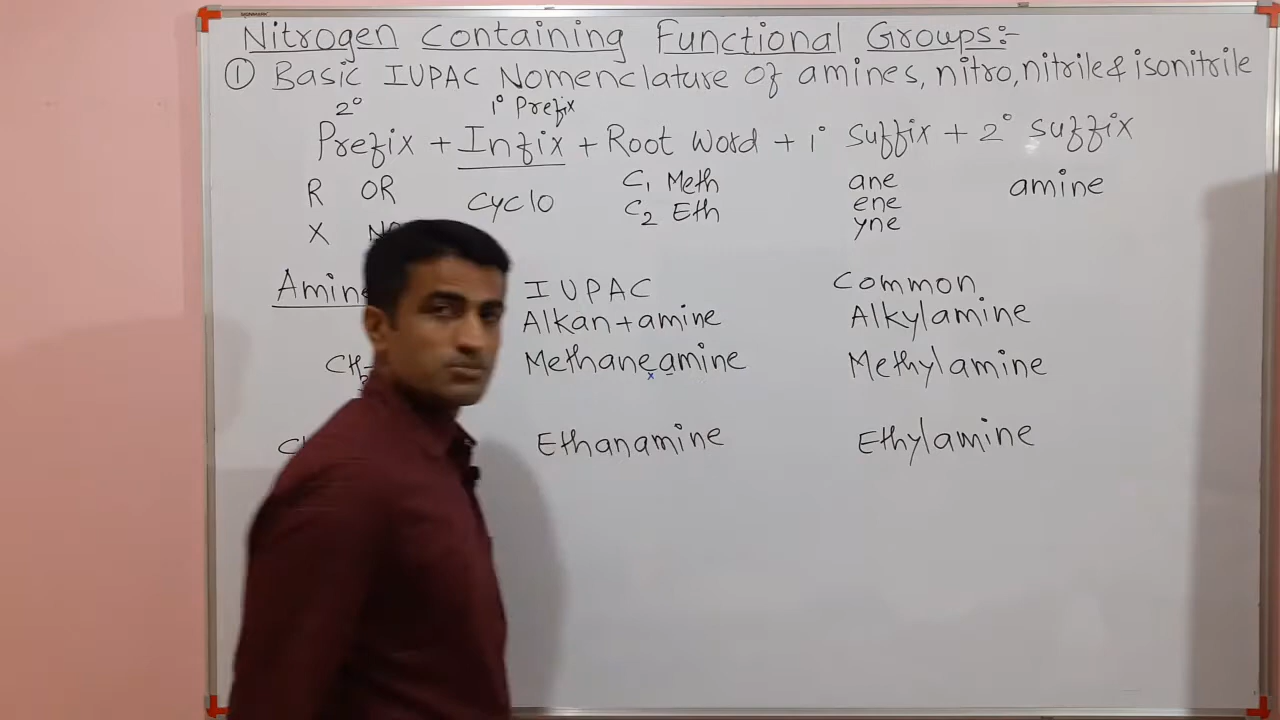 Nitrogen Containing Functional Groups:-
① Basic IUPAC Nomenclature of amines, nitro, nitrile & isonitrile
2° 1° Prefix
Prefix + Infix + Root Word + 1° suffix + 2° suffix
R OR Cyclo C1 Meth ane amine
C2 Eth ene
X yne
IUPAC Common
Alkan + amine Alkylamine
Methaneamine Methylamine
x
Ethanamine Ethylamine